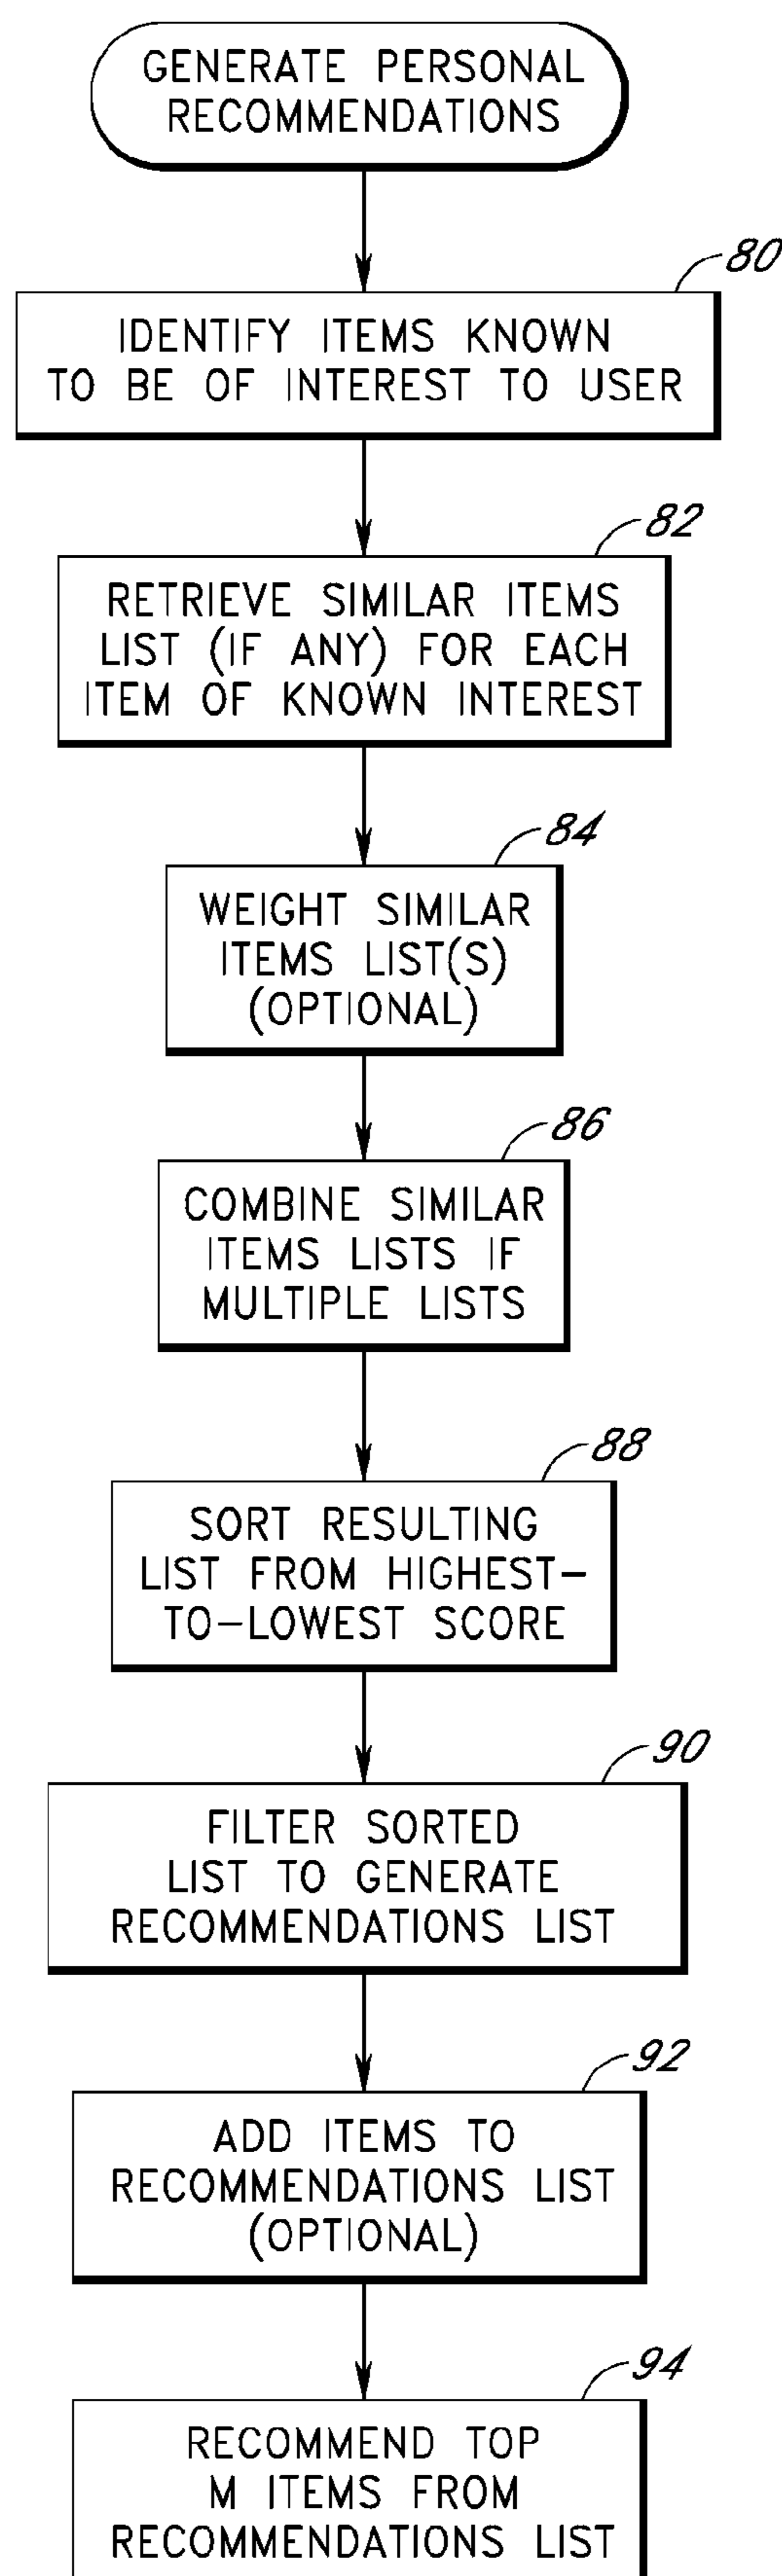 GENERATE PERSONAL
RECOMMENDATIONS
80
IDENTIFY ITEMS KNOWN
TO BE OF INTEREST TO USER
82
RETRIEVE SIMILAR ITEMS
LIST (IF ANY) FOR EACH
ITEM OF KNOWN INTEREST
84
WEIGHT SIMILAR
ITEMS LIST(S)
(OPTIONAL)
86
COMBINE SIMILAR
ITEMS LISTS IF
MULTIPLE LISTS
88
SORT RESULTING
LIST FROM HIGHEST-
TO-LOWEST SCORE
90
FILTER SORTED
LIST TO GENERATE
RECOMMENDATIONS LIST
92
ADD ITEMS TO
RECOMMENDATIONS LIST
(OPTIONAL)
94
RECOMMEND TOP
M ITEMS FROM
RECOMMENDATIONS LIST